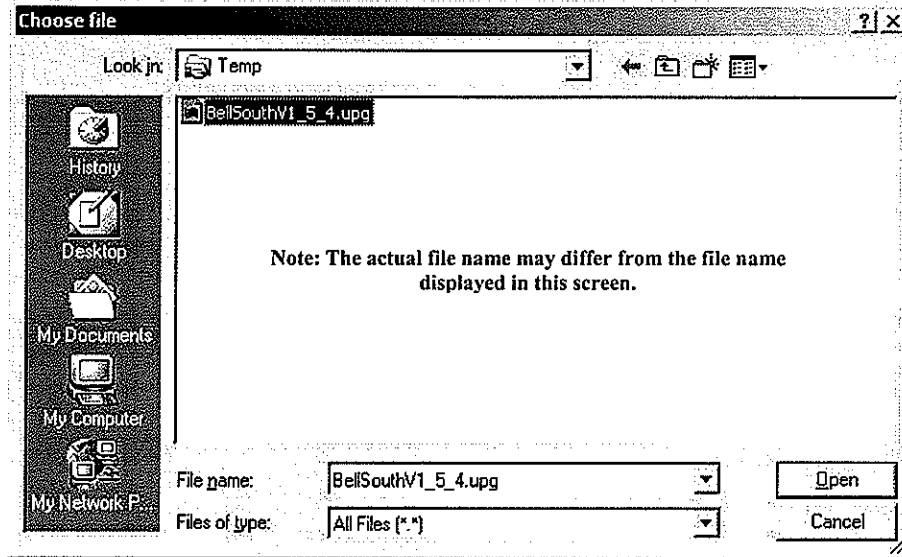 Choose file
Look in: Temp
BellSouthV1_5_4.upg
History
Desktop
My Documents
My Computer
My Network P...
Note: The actual file name may differ from the file name
displayed in this screen.
File name: BellSouthV1_5_4.upg Open
Files of type: All Files (*.*) Cancel